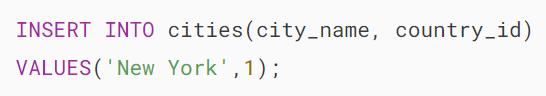 INSERT INTO cities(city_name, country_id)
VALUES('New York',1);